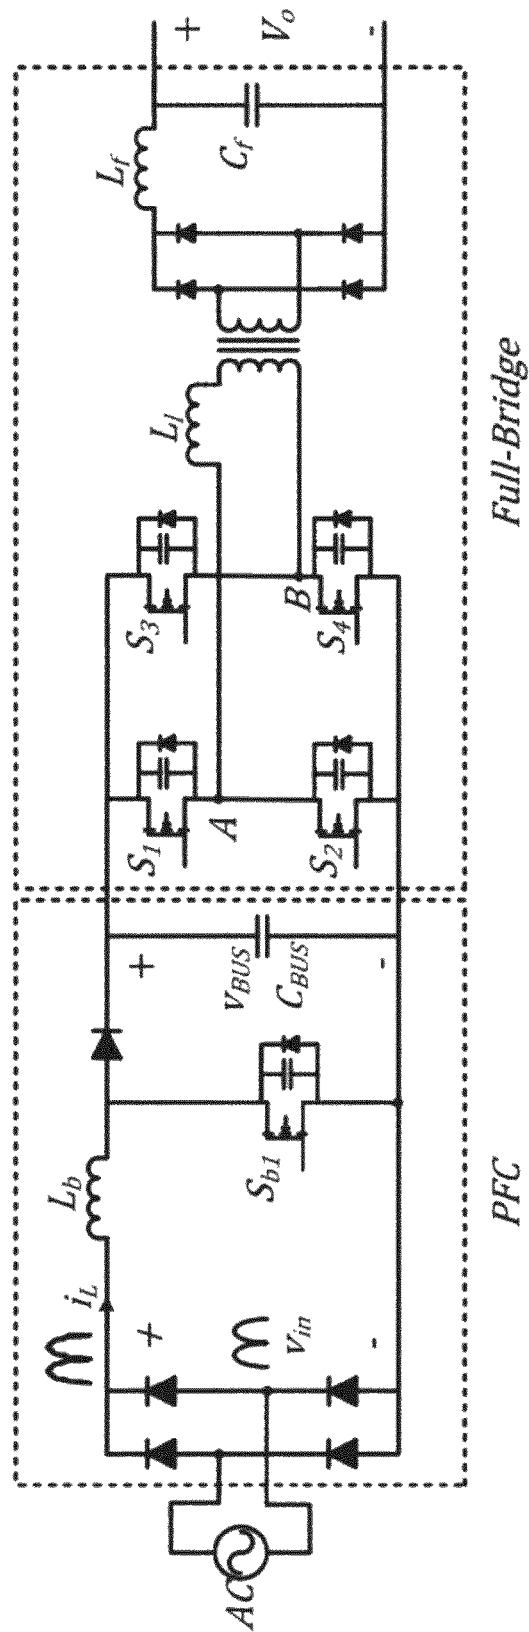 AC
+
v_in
-
i_L
L_b
S_b1
+
v_BUS
C_BUS
-
S_1
A
S_2
S_3
B
S_4
L_l
L_f
C_f
+
V_o
-
PFC
Full-Bridge